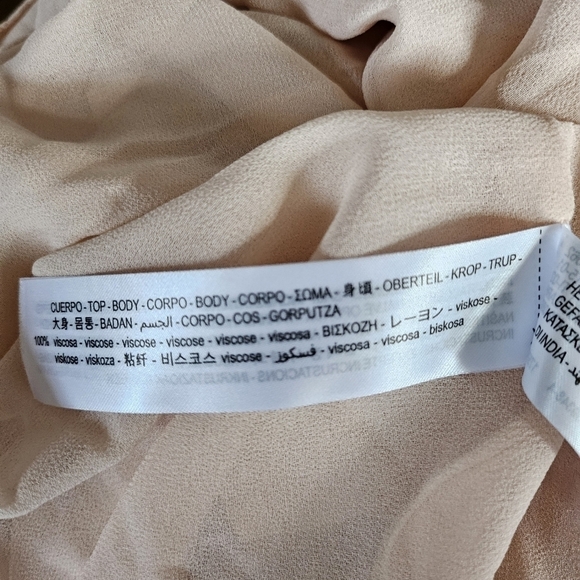 CUERPO - TOP - BODY - CORPO - BODY - CORPO - ΣΩΜΑ - 身頃 - OBERTEIL - KROP - TRUP -
大身 - 몸통 - BADAN - الجسم - CORPO - COS - GORPUTZA
100% viscosa - viscose - viscose - viscose - viscose - viscosa - ΒΙΣΚΟΖΗ - レーヨン - viskose -
viskose - viskoza - 粘纤 - 비스코스 viscose - فسكوز - viscosa - viscosa - biskosa